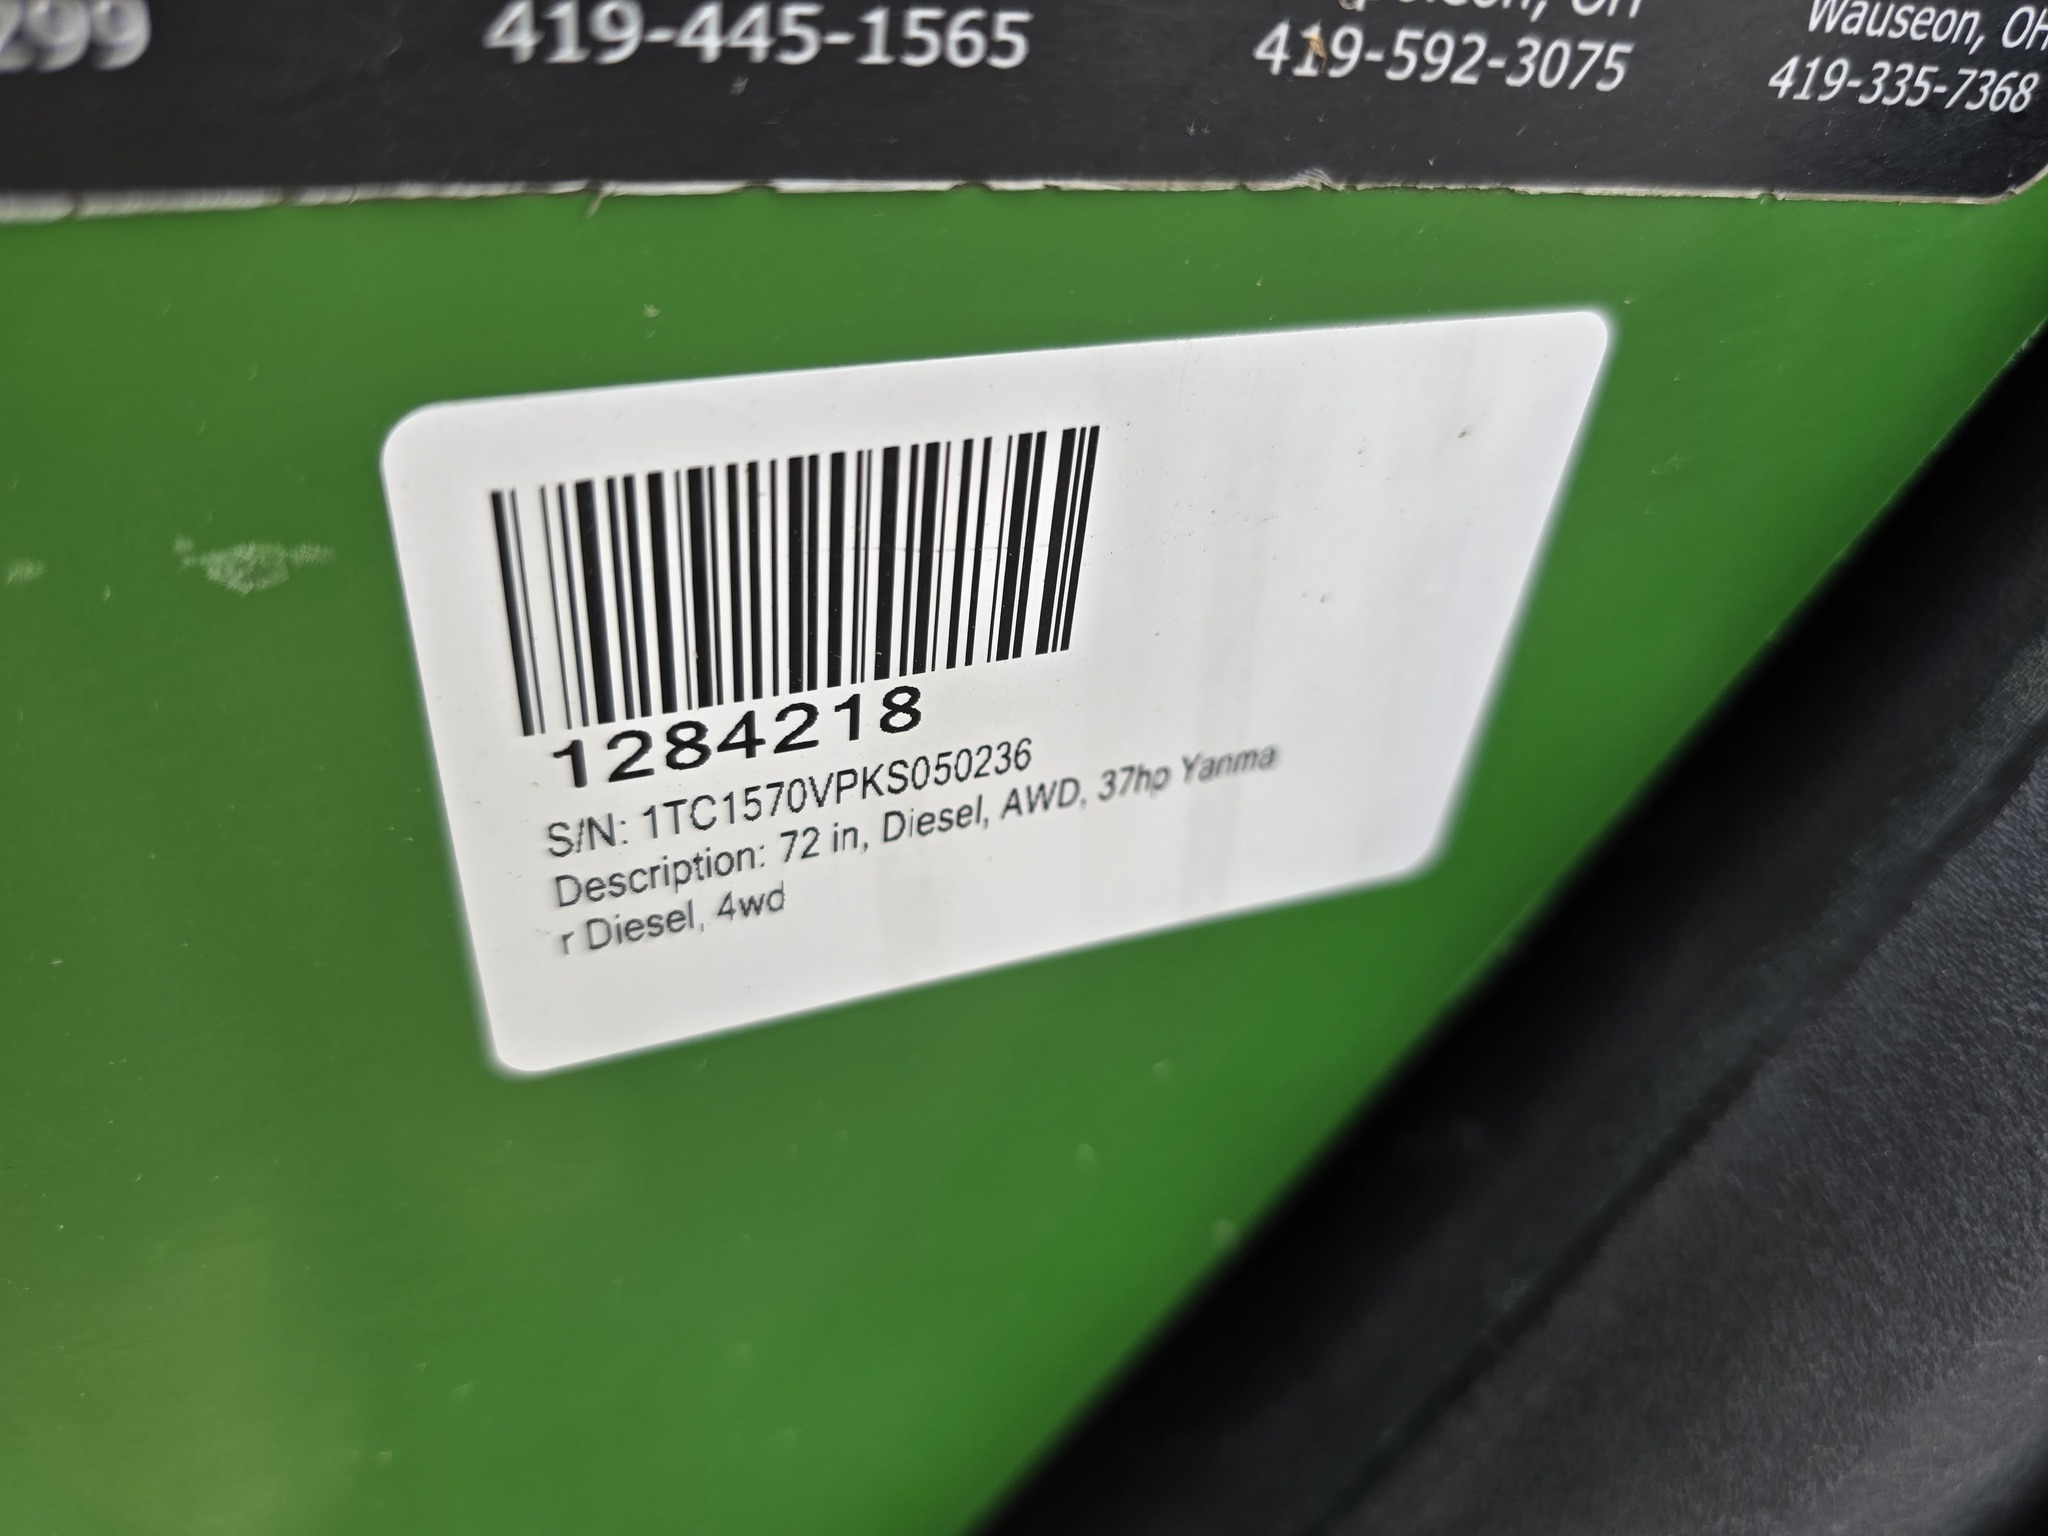 299 419-445-1565 419-592-3075 Wauseon, OH
419-335-7368
1284218
S/N: 1TC1570VPKS050236
Description: 72 in, Diesel, AWD, 37hp Yanma
r Diesel, 4wd